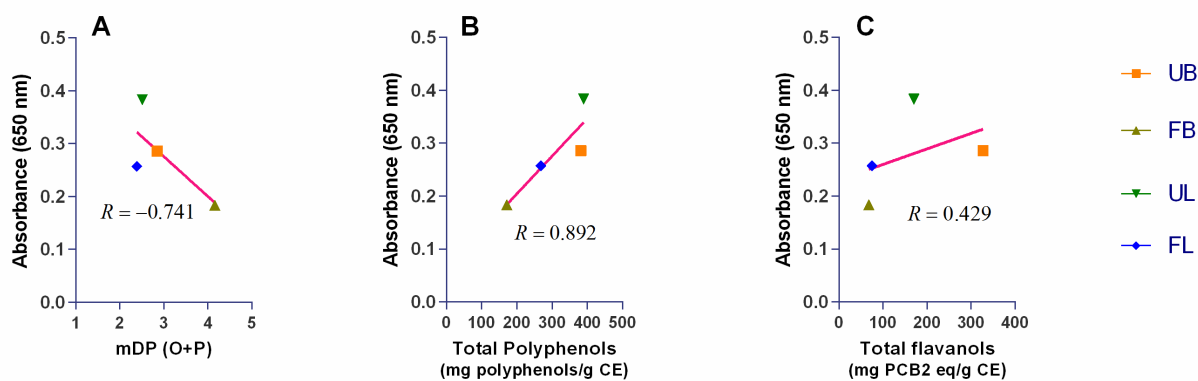 A
Absorbance (650 nm)
0.5
0.4
0.3
0.2
0.1
0.0
R = −0.741
1 2 3 4 5
mDP (O+P)
B
Absorbance (650 nm)
0.5
0.4
0.3
0.2
0.1
0.0
R = 0.892
0 100 200 300 400 500
Total Polyphenols
(mg polyphenols/g CE)
C
Absorbance (650 nm)
0.5
0.4
0.3
0.2
0.1
0.0
R = 0.429
0 100 200 300 400
Total flavanols
(mg PCB2 eq/g CE)
UB
FB
UL
FL